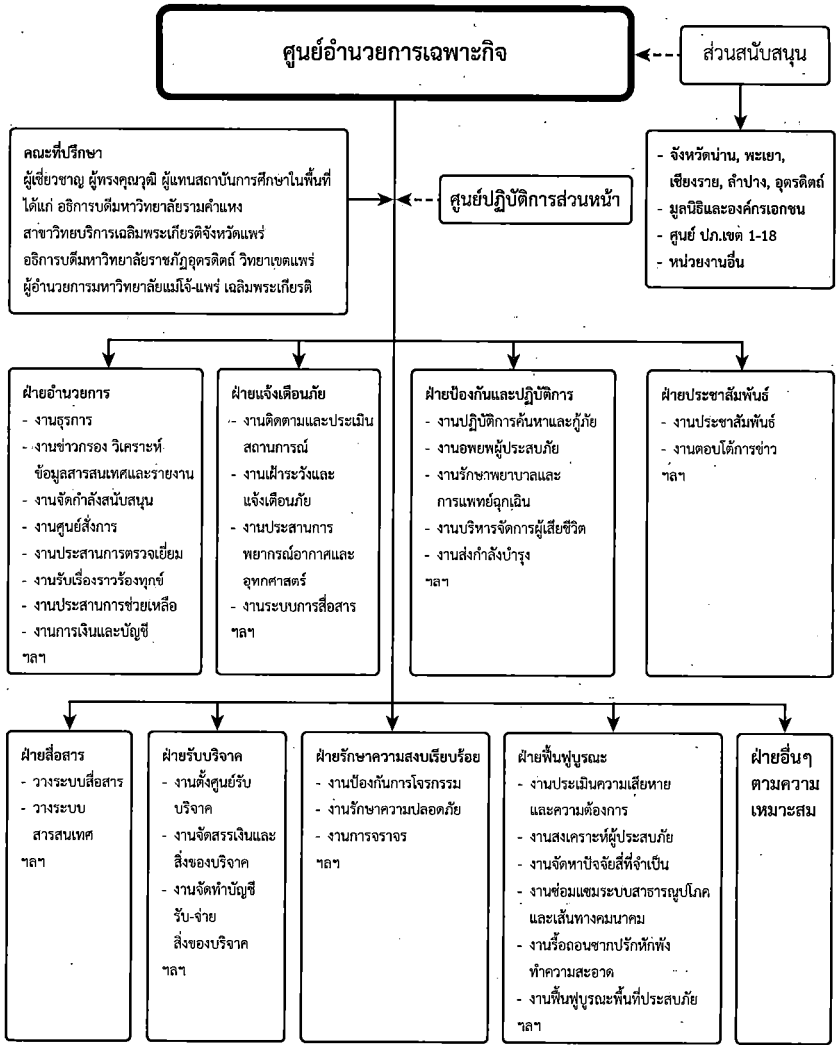 ศูนย์อำนวยการเฉพาะกิจ
ส่วนสนับสนุน
คณะที่ปรึกษา
ผู้เชี่ยวชาญ ผู้ทรงคุณวุฒิ ผู้แทนสถาบันการศึกษาในพื้นที่
ได้แก่ อธิการบดีมหาวิทยาลัยรามคำแหง
สาขาวิทยบริการเฉลิมพระเกียรติจังหวัดแพร่
อธิการบดีมหาวิทยาลัยราชภัฏอุตรดิตถ์ วิทยาเขตแพร่
ผู้อำนวยการมหาวิทยาลัยแม่โจ้-แพร่ เฉลิมพระเกียรติ
ศูนย์ปฏิบัติการส่วนหน้า
- จังหวัดน่าน, พะเยา,
เชียงราย, ลำปาง, อุตรดิตถ์
- มูลนิธิและองค์กรเอกชน
- ศูนย์ ปภ.เขต 1-18
- หน่วยงานอื่น
ฝ่ายอำนวยการ
- งานธุรการ
- งานข่าวกรอง วิเคราะห์
ข้อมูลสารสนเทศและรายงาน
- งานจัดกำลังสนับสนุน
- งานศูนย์สั่งการ
- งานประสานการตรวจเยี่ยม
- งานรับเรื่องราวร้องทุกข์
- งานประสานการช่วยเหลือ
- งานการเงินและบัญชี
ฯลฯ
ฝ่ายแจ้งเตือนภัย
- งานติดตามและประเมิน
สถานการณ์
- งานเฝ้าระวังและ
แจ้งเตือนภัย
- งานประสานการ
พยากรณ์อากาศและ
อุทกศาสตร์
- งานระบบการสื่อสาร
ฯลฯ
ฝ่ายป้องกันและปฏิบัติการ
- งานปฏิบัติการค้นหาและกู้ภัย
- งานอพยพผู้ประสบภัย
- งานรักษาพยาบาลและ
การแพทย์ฉุกเฉิน
- งานบริหารจัดการผู้เสียชีวิต
- งานส่งกำลังบำรุง
ฯลฯ
ฝ่ายประชาสัมพันธ์
- งานประชาสัมพันธ์
- งานตอบโต้การข่าว
ฯลฯ
ฝ่ายสื่อสาร
- วางระบบสื่อสาร
- วางระบบ
สารสนเทศ
ฯลฯ
ฝ่ายรับบริจาค
- งานตั้งศูนย์รับ
บริจาค
- งานจัดสรรเงินและ
สิ่งของบริจาค
- งานจัดทำบัญชี
รับ-จ่าย
สิ่งของบริจาค
ฯลฯ
ฝ่ายรักษาความสงบเรียบร้อย
- งานป้องกันการโจรกรรม
- งานรักษาความปลอดภัย
- งานการจราจร
ฯลฯ
ฝ่ายฟื้นฟูบูรณะ
- งานประเมินความเสียหาย
และความต้องการ
- งานสงเคราะห์ผู้ประสบภัย
- งานจัดหาปัจจัยสี่ที่จำเป็น
- งานซ่อมแซมระบบสาธารณูปโภค
และเส้นทางคมนาคม
- งานรื้อถอนซากปรักหักพัง
ทำความสะอาด
- งานฟื้นฟูบูรณะพื้นที่ประสบภัย
ฯลฯ
ฝ่ายอื่นๆ
ตามความ
เหมาะสม